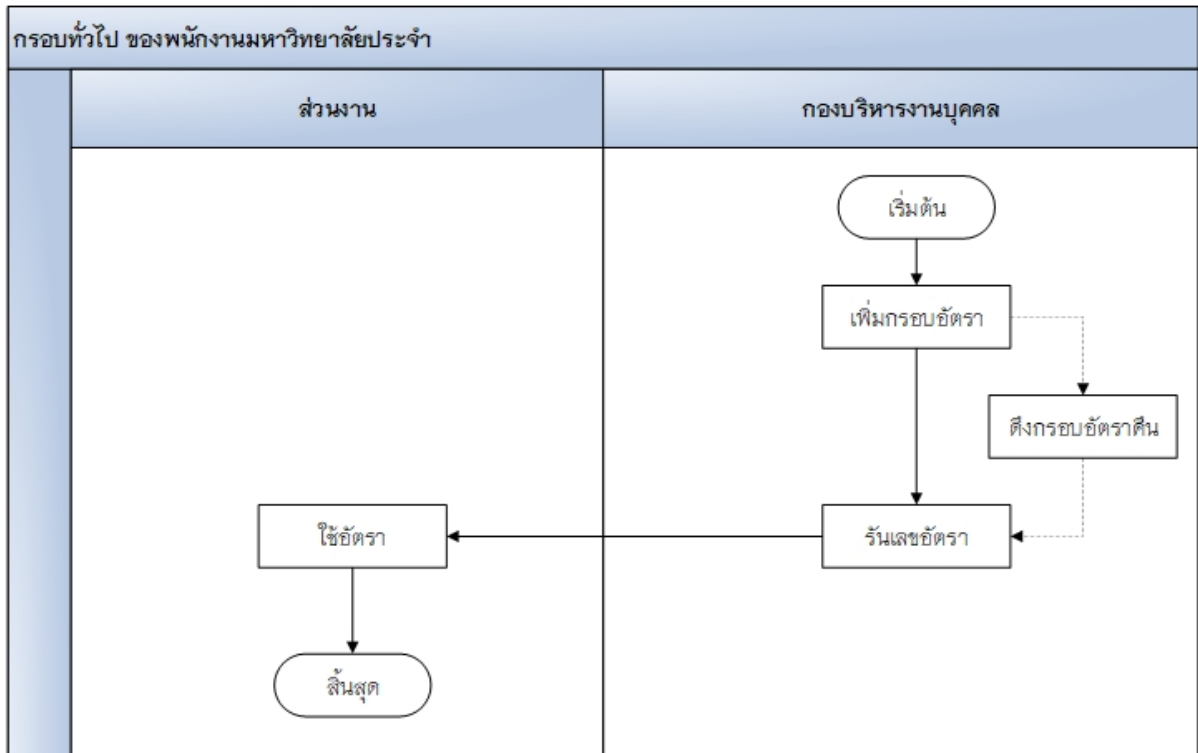 กรอบทั่วไป ของพนักงานมหาวิทยาลัยประจำ
ส่วนงาน
กองบริหารงานบุคคล
เริ่มต้น
เพิ่มกรอบอัตรา
ดึงกรอบอัตราคืน
ใช้อัตรา
รันเลขอัตรา
สิ้นสุด